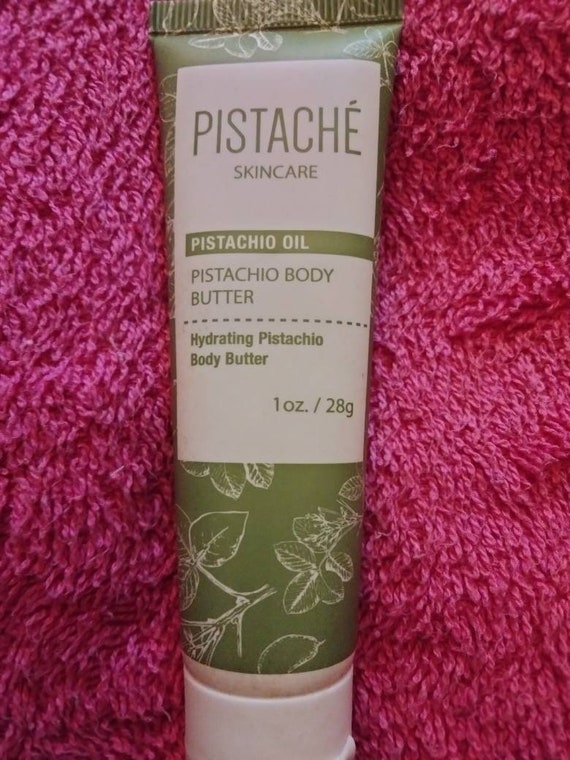 PISTACHÉ
SKINCARE
PISTACHIO OIL
PISTACHIO BODY
BUTTER
Hydrating Pistachio
Body Butter
1oz. / 28g